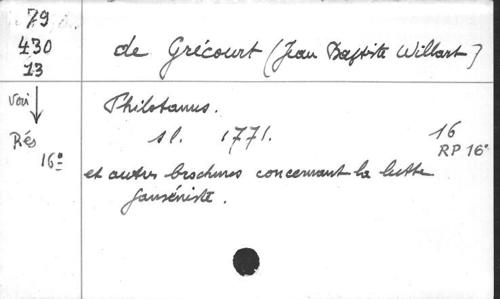 79
430
13
de Grécourt (Jean Baptiste Willart)
voir
Philotanus.
Rés
16°
s.l. 1771.
16
RP 16°
et autres brochures concernant la lutte
janséniste.